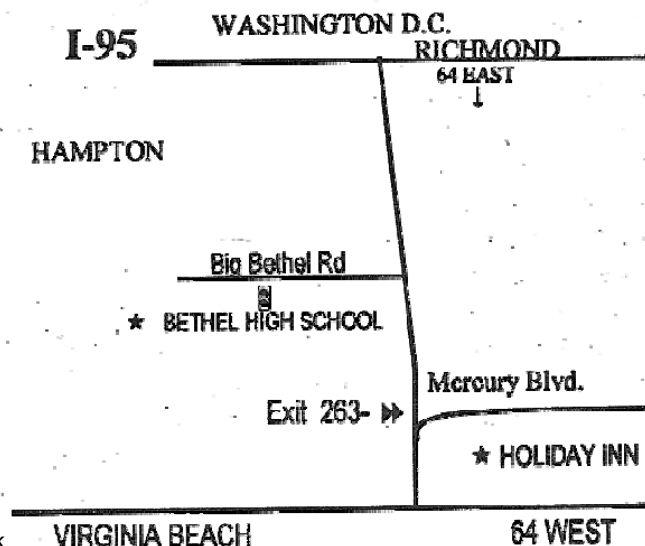 WASHINGTON D.C.
I-95
RICHMOND
64 EAST
HAMPTON
Big Bethel Rd
BETHEL HIGH SCHOOL
Mercury Blvd.
Exit 263-
HOLIDAY INN
VIRGINIA BEACH
64 WEST